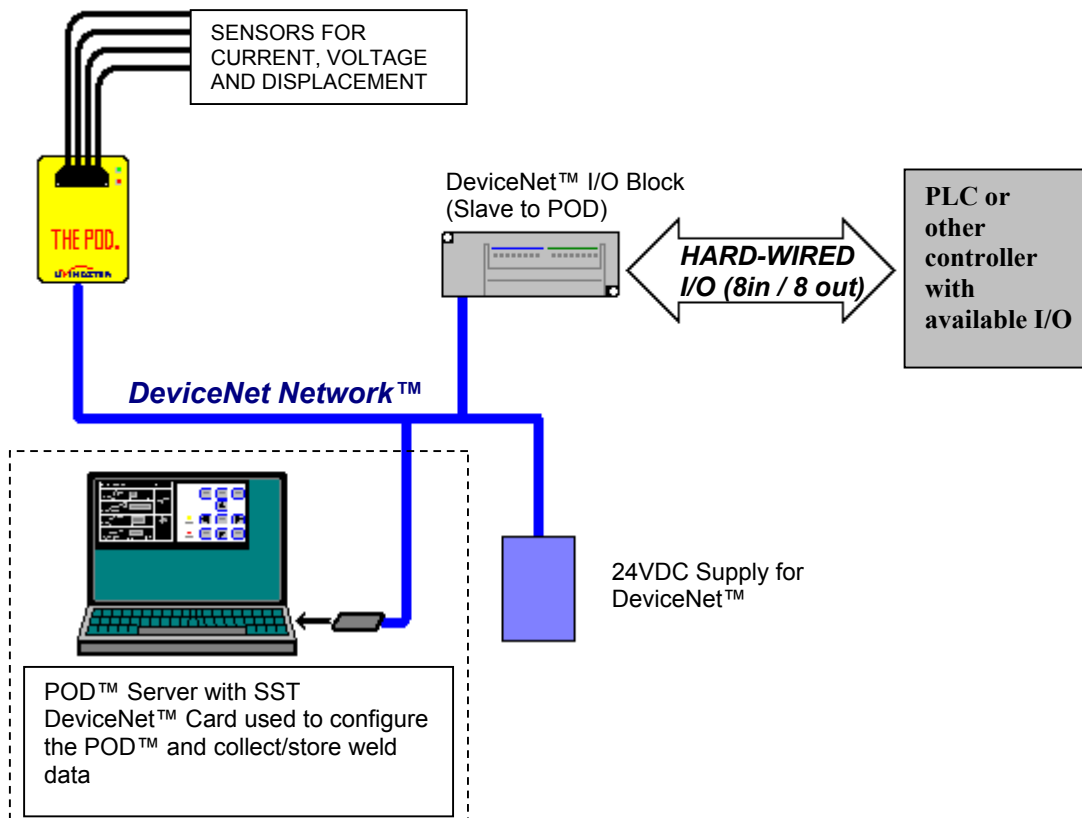 SENSORS FOR
CURRENT, VOLTAGE
AND DISPLACEMENT
THE POD.
DeviceNet™ I/O Block
(Slave to POD)
HARD-WIRED
I/O (8in / 8 out)
PLC or
other
controller
with
available I/O
DeviceNet Network™
24VDC Supply for
DeviceNet™
POD™ Server with SST
DeviceNet™ Card used to configure
the POD™ and collect/store weld
data